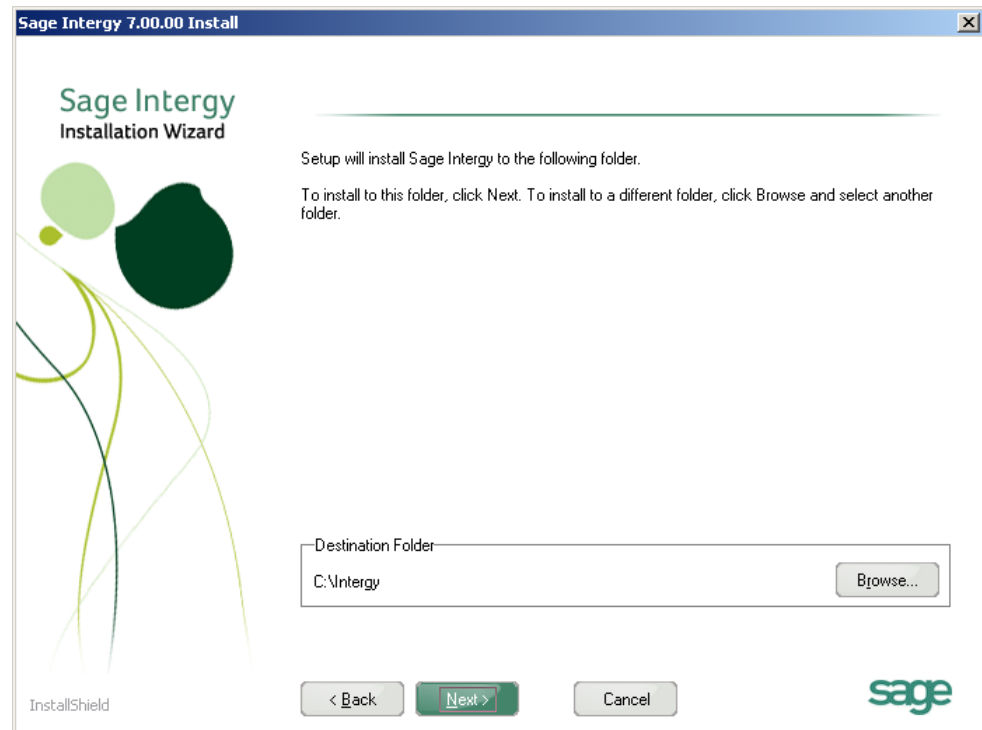 Sage Intergy 7.00.00 Install
Sage Intergy
Installation Wizard
Setup will install Sage Intergy to the following folder.
To install to this folder, click Next. To install to a different folder, click Browse and select another
folder.
Destination Folder
C:\Intergy
Browse...
< Back
Next >
Cancel
sage
InstallShield